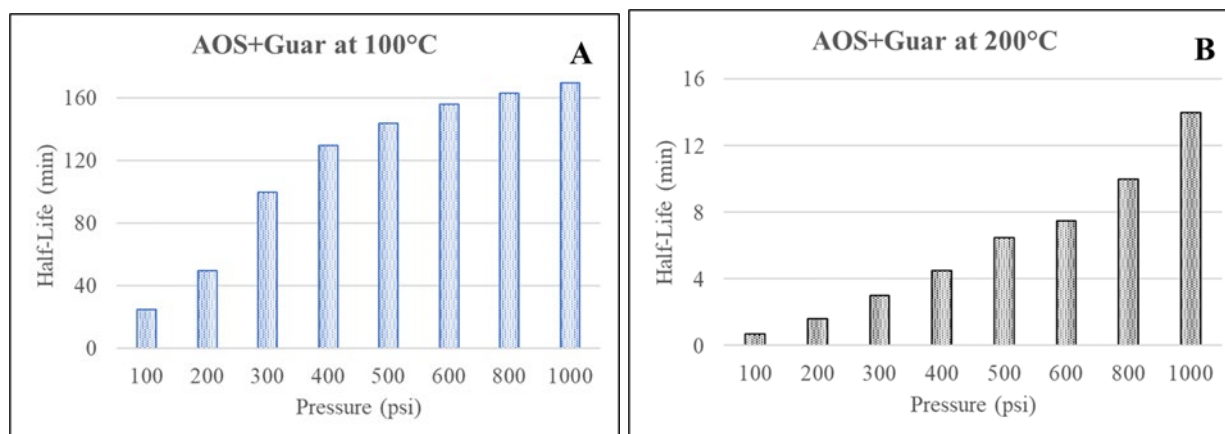 AOS+Guar at 100°C
A
160
120
80
40
0
Half-Life (min)
100 200 300 400 500 600 800 1000
Pressure (psi)
AOS+Guar at 200°C
B
16
12
8
4
0
Half-Life (min)
100 200 300 400 500 600 800 1000
Pressure (psi)